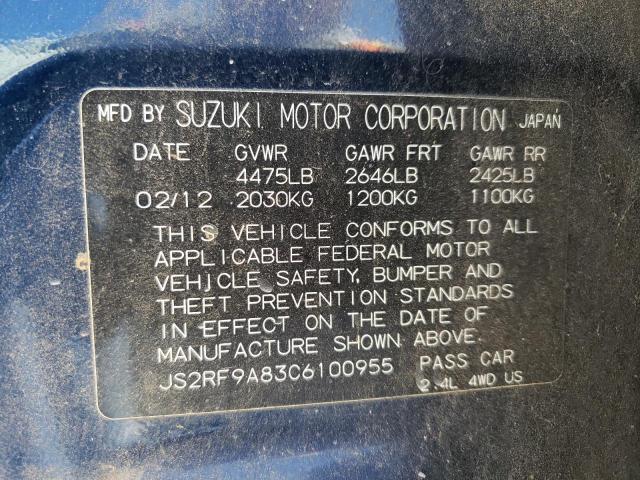 MFD BY SUZUKI MOTOR CORPORATION JAPAN
DATE GVWR GAWR FRT GAWR RR
4475LB 2646LB 2425LB
02/12 2030KG 1200KG 1100KG
THIS VEHICLE CONFORMS TO ALL
APPLICABLE FEDERAL MOTOR
VEHICLE SAFETY, BUMPER AND
THEFT PREVENTION STANDARDS
IN EFFECT ON THE DATE OF
MANUFACTURE SHOWN ABOVE.
JS2RF9A83C6100955 PASS CAR
2.4L 4WD US